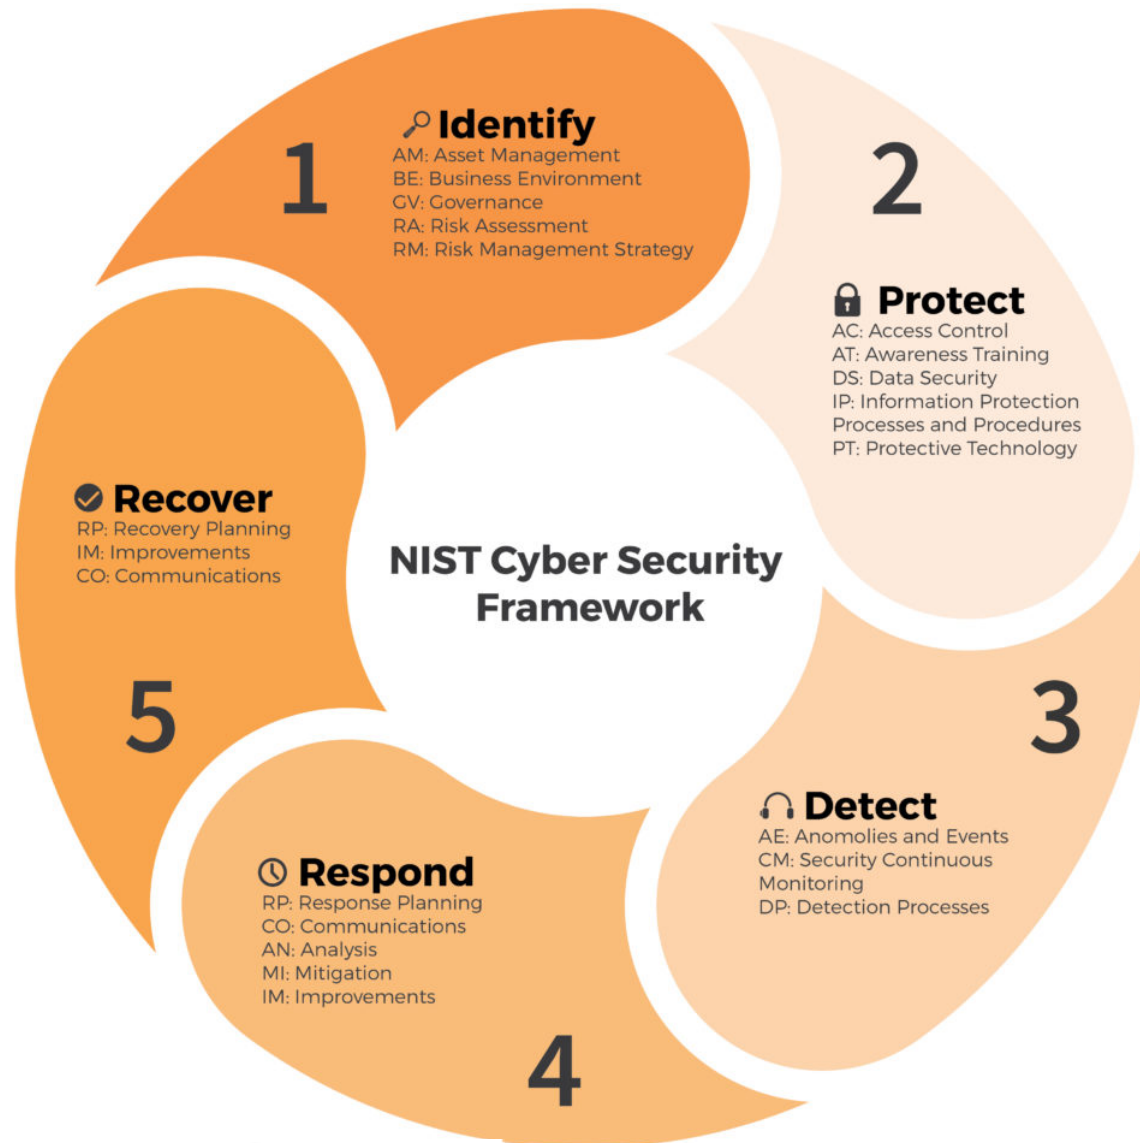 1
Identify
AM: Asset Management
BE: Business Environment
GV: Governance
RA: Risk Assessment
RM: Risk Management Strategy
2
Protect
AC: Access Control
AT: Awareness Training
DS: Data Security
IP: Information Protection
Processes and Procedures
PT: Protective Technology
3
Detect
AE: Anomolies and Events
CM: Security Continuous
Monitoring
DP: Detection Processes
Respond
RP: Response Planning
CO: Communications
AN: Analysis
MI: Mitigation
IM: Improvements
4
Recover
RP: Recovery Planning
IM: Improvements
CO: Communications
5
NIST Cyber Security
Framework